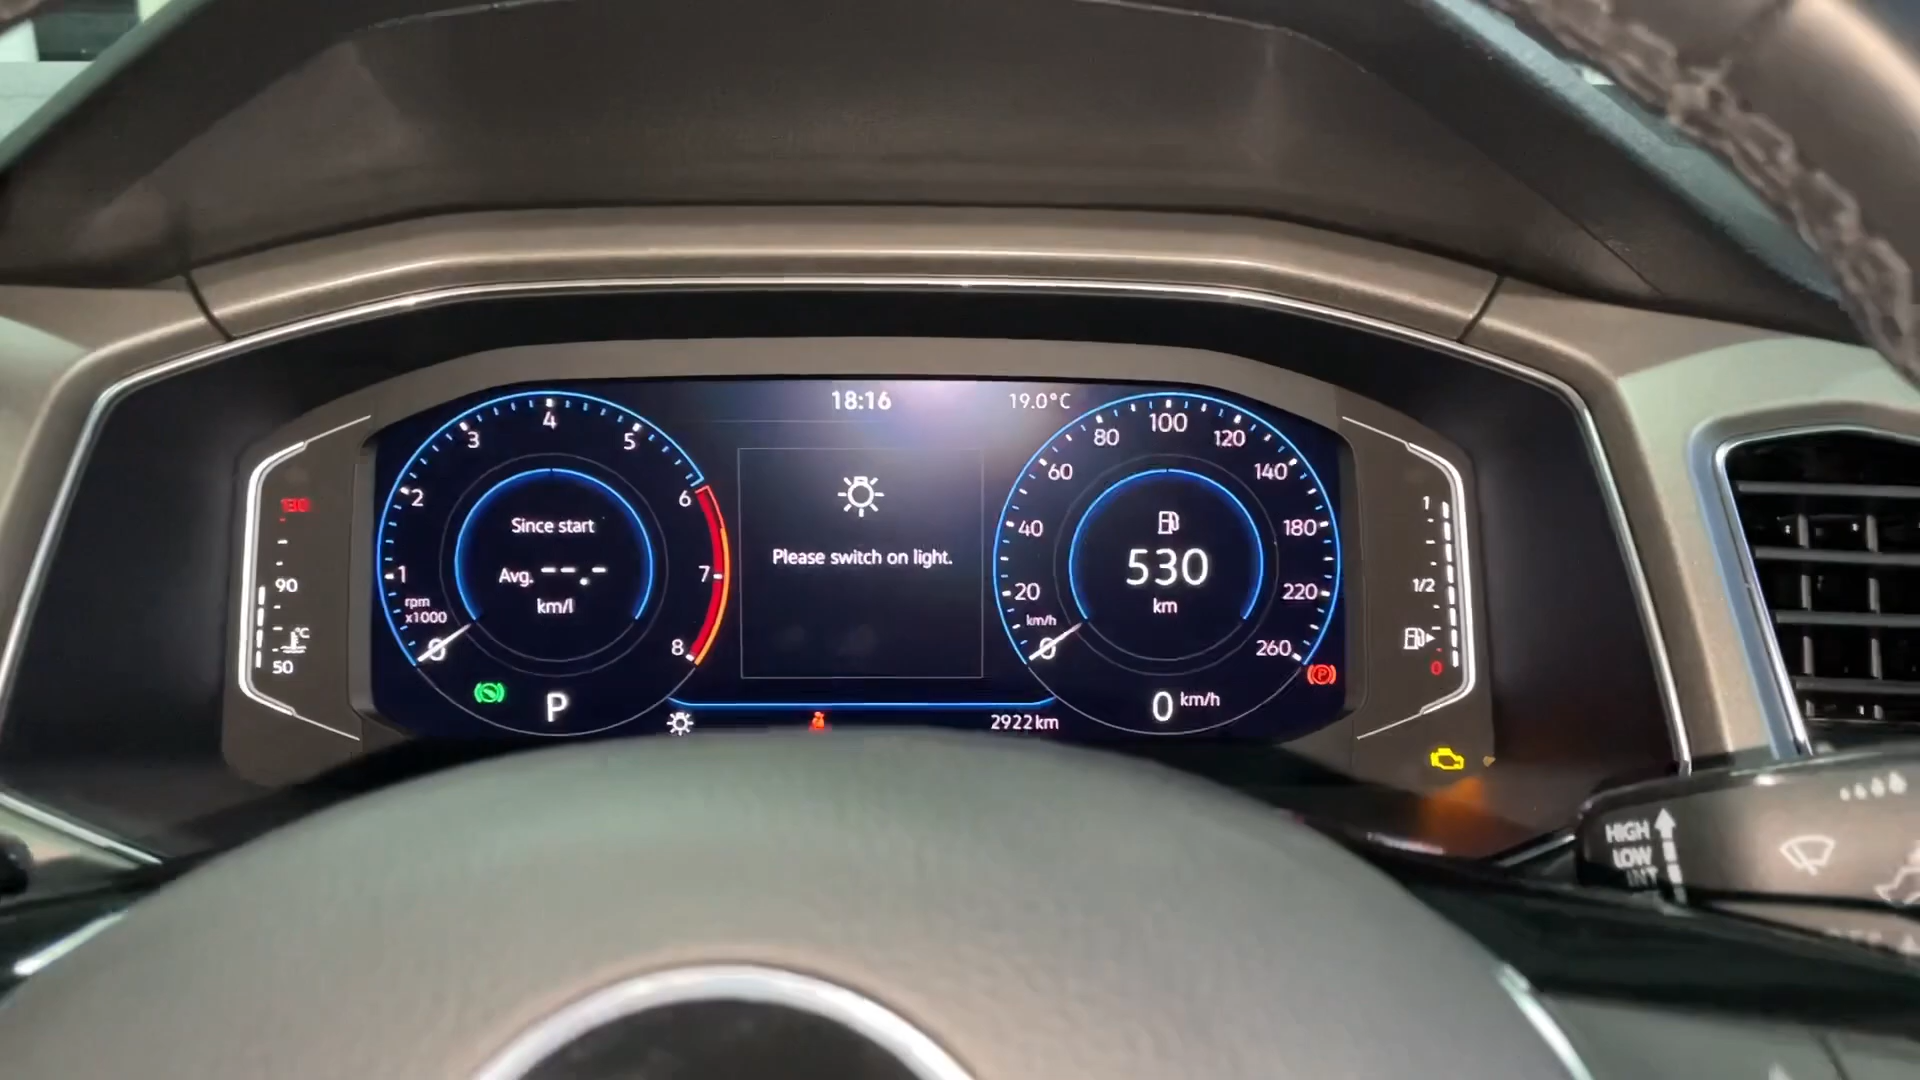 18:16
19.0°C
130
90
°C
50
1
2
3
4
5
6
7
8
0
rpm
x1000
Since start
Avg. --.-
km/l
P
Please switch on light.
2922 km
0
20
40
60
80
100
120
140
180
220
260
km/h
530
km
0 km/h
P
1
1/2
0
HIGH
LOW
INT